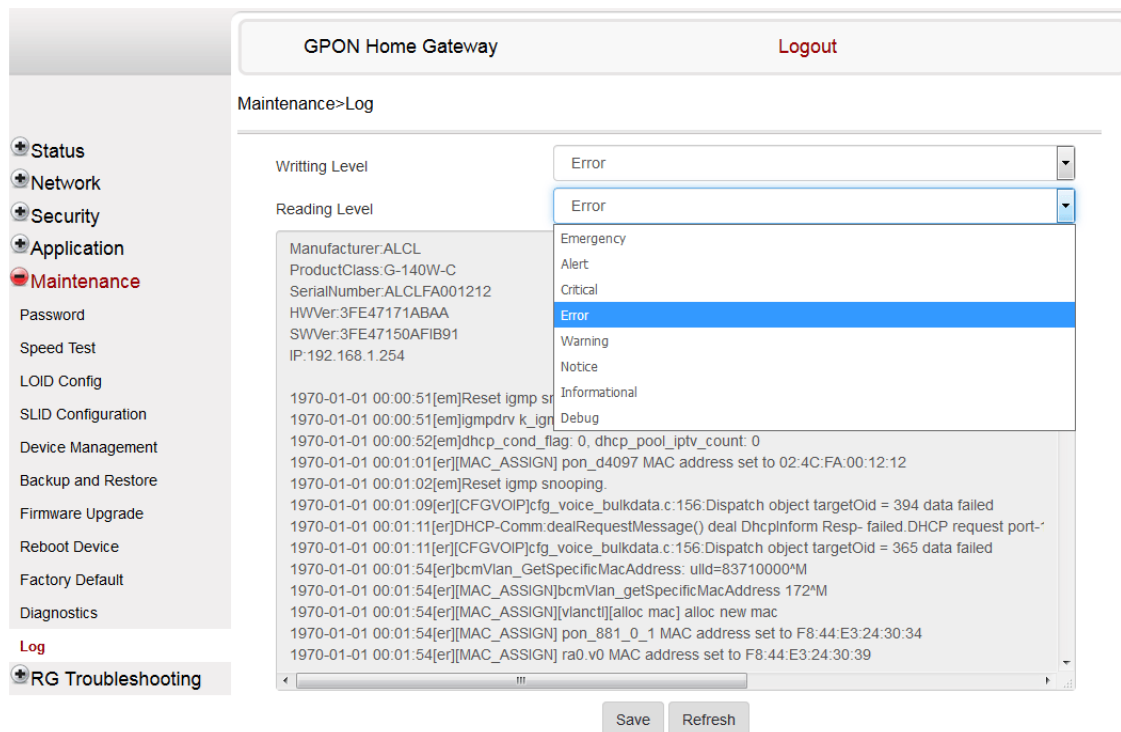 GPON Home Gateway
Logout
Maintenance>Log
Status
Network
Security
Application
Maintenance
Password
Speed Test
LOID Config
SLID Configuration
Device Management
Backup and Restore
Firmware Upgrade
Reboot Device
Factory Default
Diagnostics
Log
RG Troubleshooting
Writting Level
Error
Reading Level
Error
Emergency
Alert
Critical
Error
Warning
Notice
Informational
Debug
Manufacturer:ALCL
ProductClass:G-140W-C
SerialNumber:ALCLFA001212
HWVer:3FE47171ABAA
SWVer:3FE47150AFIB91
IP:192.168.1.254
1970-01-01 00:00:51[em]Reset igmp
1970-01-01 00:00:51[em]igmpdrv
1970-01-01 00:00:52[em]dhcp_cond_flag: 0, dhcp_pool_iptv_count: 0
1970-01-01 00:01:01[er][MAC_ASSIGN] pon_d4097 MAC address set to 02:4C:FA:00:12:12
1970-01-01 00:01:02[em]Reset igmp snooping.
1970-01-01 00:01:09[er][CFGVOIP]cfg_voice_bulkdata.c:156:Dispatch object targetOid = 394 data failed
1970-01-01 00:01:11[er]DHCP-Comm:dealRequestMessage() deal DhcpInform Resp- failed.DHCP request
1970-01-01 00:01:11[er][CFGVOIP]cfg_voice_bulkdata.c:156:Dispatch object targetOid = 365 data failed
1970-01-01 00:01:54[er]bcmVlan_GetSpecificMacAddress: ulId=83710000^M
1970-01-01 00:01:54[er][MAC_ASSIGN]bcmVlan_getSpecificMacAddress 172^M
1970-01-01 00:01:54[er][MAC_ASSIGN][vlanctl][alloc mac] alloc new mac
1970-01-01 00:01:54[er][MAC_ASSIGN] pon_881_0_1 MAC address set to F8:44:E3:24:30:34
1970-01-01 00:01:54[er][MAC_ASSIGN] ra0.v0 MAC address set to F8:44:E3:24:30:39
Save
Refresh